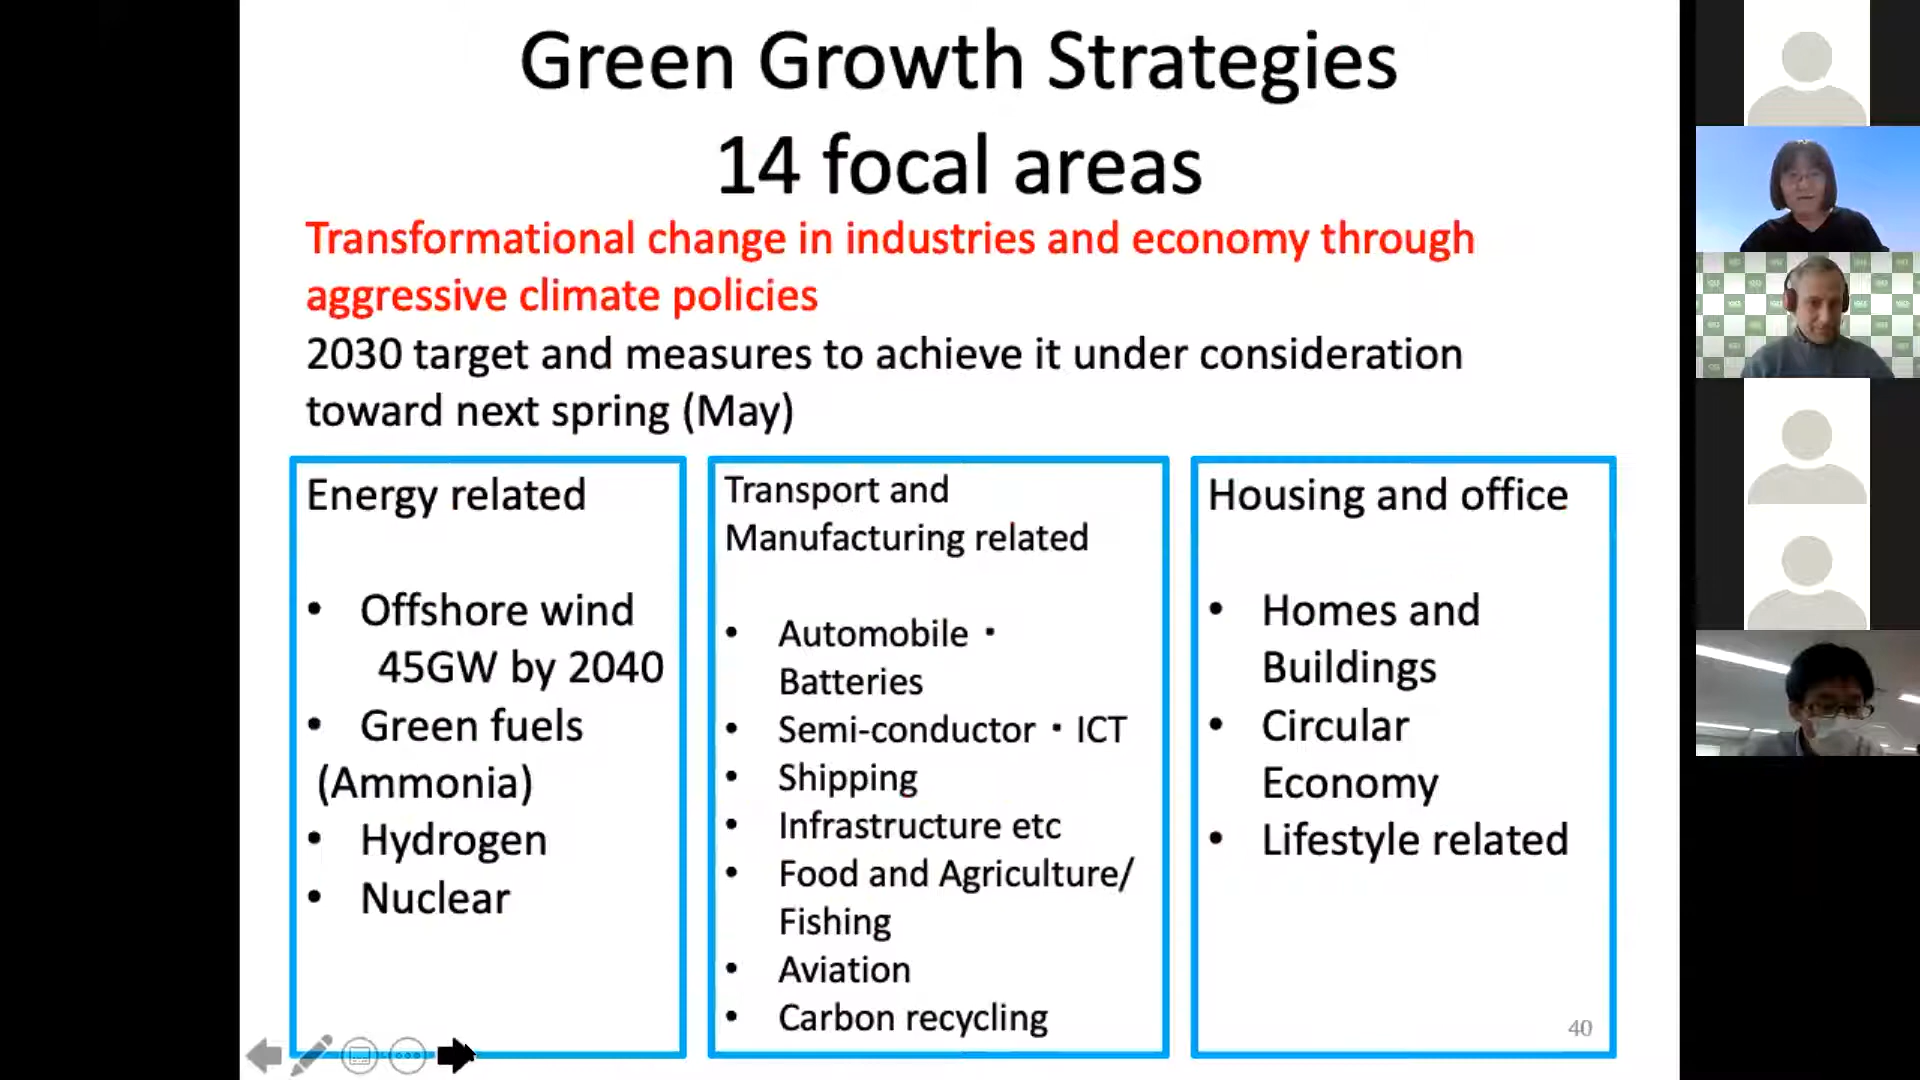 Green Growth Strategies
14 focal areas
Transformational change in industries and economy through
aggressive climate policies
2030 target and measures to achieve it under consideration
toward next spring (May)
Energy related
• Offshore wind
45GW by 2040
• Green fuels
(Ammonia)
• Hydrogen
• Nuclear
Transport and
Manufacturing related
• Automobile・
Batteries
• Semi-conductor・ICT
• Shipping
• Infrastructure etc
• Food and Agriculture/
Fishing
• Aviation
• Carbon recycling
Housing and office
• Homes and
Buildings
• Circular
Economy
• Lifestyle related
40